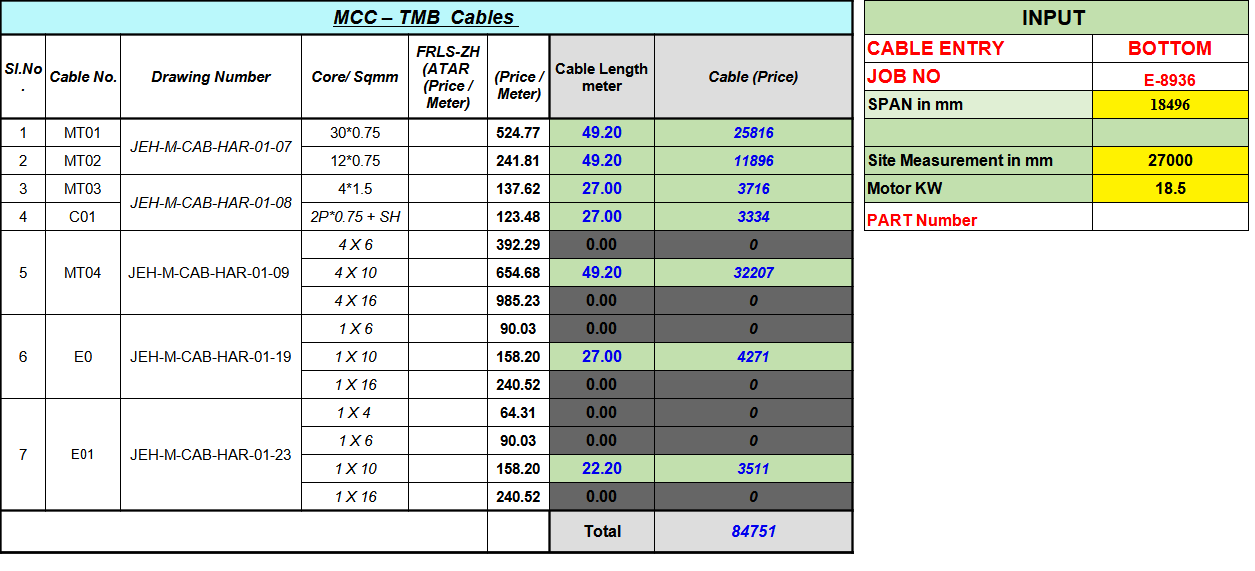 MCC – TMB Cables
Sl.No
.
Cable No.
Drawing Number
Core/ Sqmm
FRLS-ZH
(ATAR
(Price /
Meter)
(Price /
Meter)
Cable Length
meter
Cable (Price)
1 MT01 JEH-M-CAB-HAR-01-07 30*0.75 524.77 49.20 25816
2 MT02 12*0.75 241.81 49.20 11896
3 MT03 JEH-M-CAB-HAR-01-08 4*1.5 137.62 27.00 3716
4 C01 2P*0.75 + SH 123.48 27.00 3334
4 X 6 392.29 0.00 0
5 MT04 JEH-M-CAB-HAR-01-09 4 X 10 654.68 49.20 32207
4 X 16 985.23 0.00 0
1 X 6 90.03 0.00 0
6 E0 JEH-M-CAB-HAR-01-19 1 X 10 158.20 27.00 4271
1 X 16 240.52 0.00 0
1 X 4 64.31 0.00 0
1 X 6 90.03 0.00 0
7 E01 JEH-M-CAB-HAR-01-23
1 X 10 158.20 22.20 3511
1 X 16 240.52 0.00 0
Total 84751
INPUT
CABLE ENTRY BOTTOM
JOB NO E-8936
SPAN in mm 18496
Site Measurement in mm 27000
Motor KW 18.5
PART Number